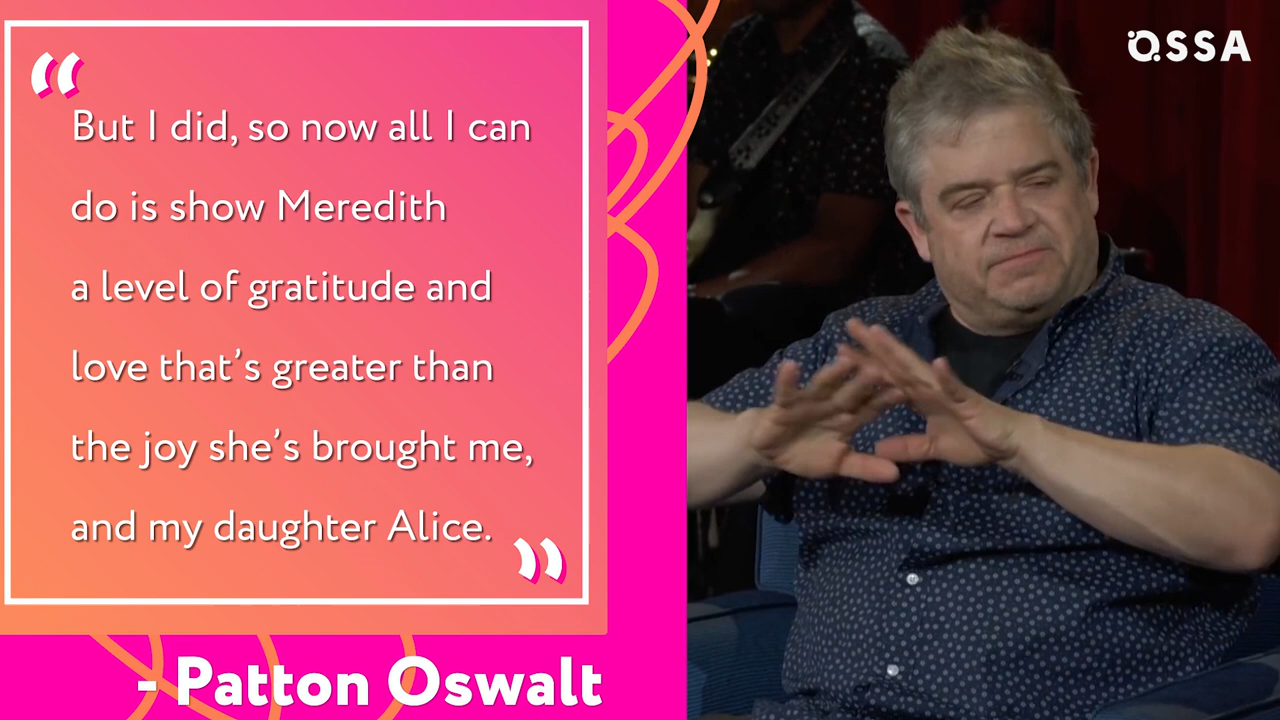 “
But I did, so now all I can
do is show Meredith
a level of gratitude and
love that’s greater than
the joy she’s brought me,
and my daughter Alice.
”
- Patton Oswalt
OSSA